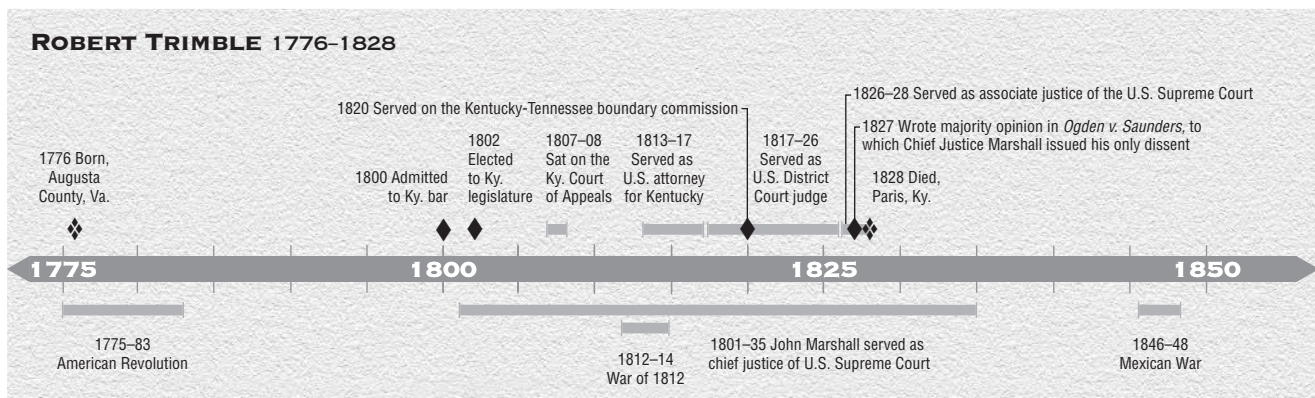 ROBERT TRIMBLE 1776–1828
1820 Served on the Kentucky-Tennessee boundary commission
1826–28 Served as associate justice of the U.S. Supreme Court
1827 Wrote majority opinion in Ogden v. Saunders, to
which Chief Justice Marshall issued his only dissent
1776 Born,
Augusta
County, Va.
1800 Admitted
to Ky. bar
1802
Elected
to Ky.
legislature
1807–08
Sat on the
Ky. Court
of Appeals
1813–17
Served as
U.S. attorney
for Kentucky
1817–26
Served as
U.S. District
Court judge
1828 Died,
Paris, Ky.
1775 1800 1825 1850
1775–83
American Revolution
1812–14
War of 1812
1801–35 John Marshall served as
chief justice of U.S. Supreme Court
1846–48
Mexican War